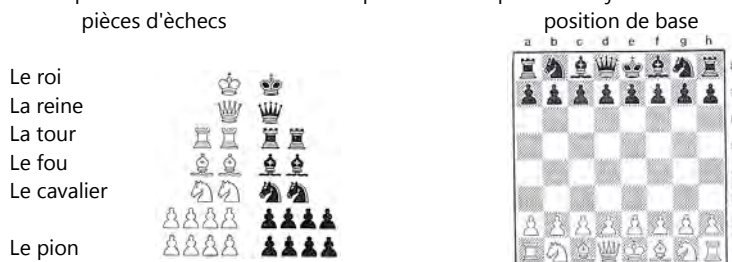 pièces d'èchecs
position de base
a b c d e f g h
Le roi
La reine
La tour
Le fou
Le cavalier
Le pion